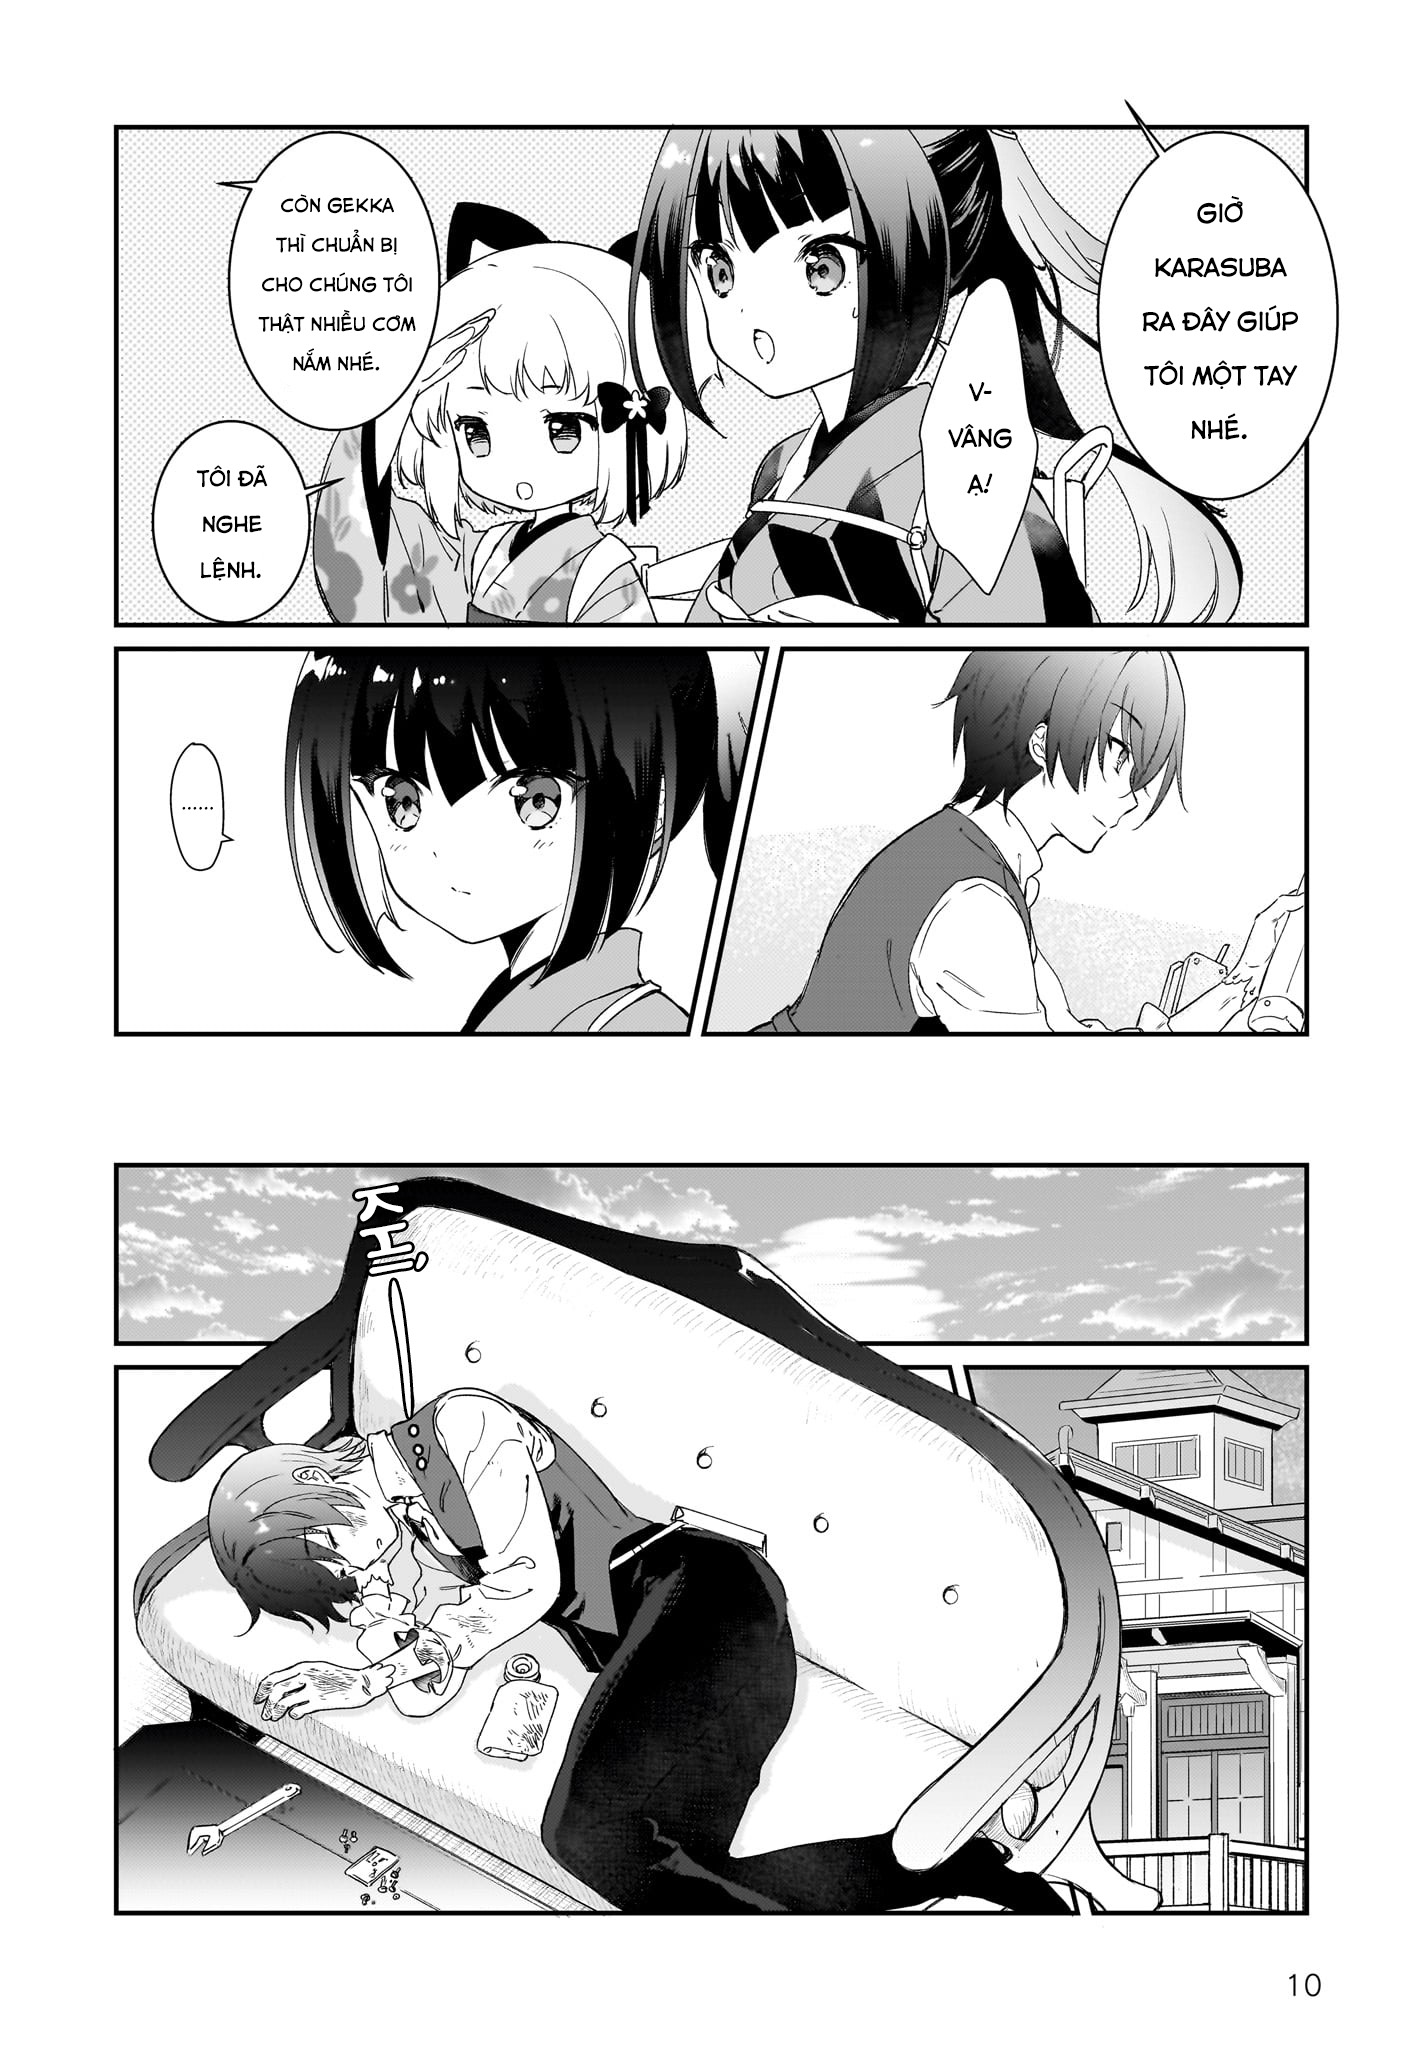 GIỜ
KARASUBA
RA ĐÂY GIÚP
TÔI MỘT TAY
NHÉ.
V-
VÂNG
Ạ!
CÒN GEKKA
THÌ CHUẨN BỊ
CHO CHÚNG TÔI
THẬT NHIỀU CƠM
NẮM NHÉ.
TÔI ĐÃ
NGHE
LỆNH.
......
10